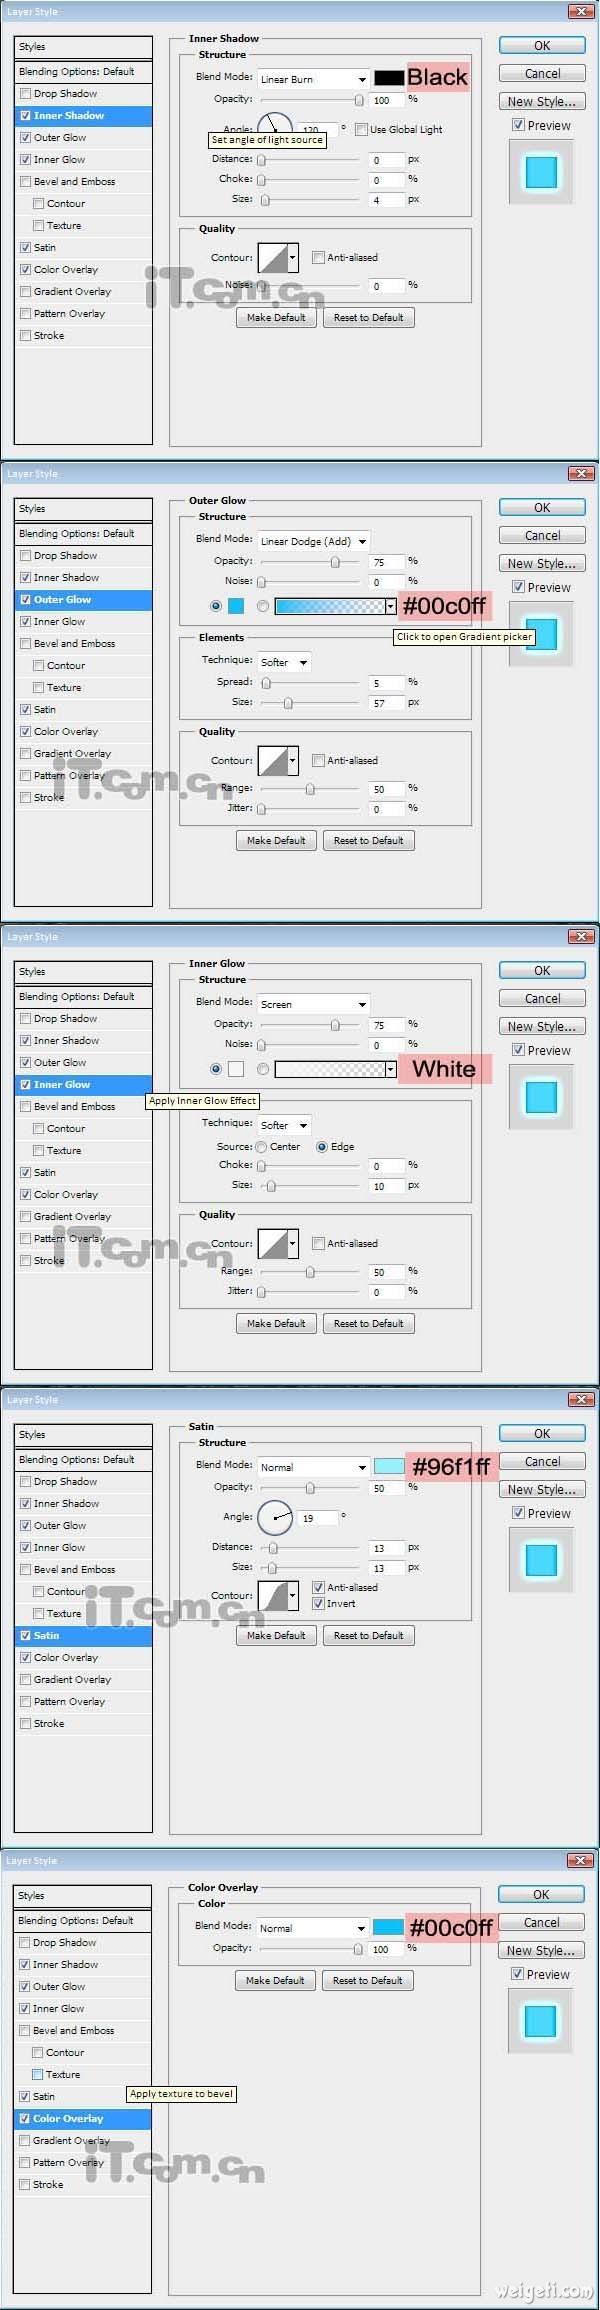 Layer Style
Styles
Blending Options: Default
Drop Shadow
Inner Shadow
Outer Glow
Inner Glow
Bevel and Emboss
Contour
Texture
Satin
Color Overlay
Gradient Overlay
Pattern Overlay
Stroke
Inner Shadow
Structure
Blend Mode: Linear Burn Black
Opacity: 100 %
Angle: 120 ° Use Global Light
Set angle of light source
Distance: 0 px
Choke: 0 %
Size: 4 px
Quality
Contour: Anti-aliased
Noise: 0 %
Make Default Reset to Default
OK
Cancel
New Style...
Preview
iT.com.cn
Layer Style
Styles
Blending Options: Default
Drop Shadow
Inner Shadow
Outer Glow
Inner Glow
Bevel and Emboss
Contour
Texture
Satin
Color Overlay
Gradient Overlay
Pattern Overlay
Stroke
Outer Glow
Structure
Blend Mode: Linear Dodge (Add)
Opacity: 75 %
Noise: 0 %
#00c0ff
Click to open Gradient picker
Elements
Technique: Softer
Spread: 5 %
Size: 57 px
Quality
Contour: Anti-aliased
Range: 50 %
Jitter: 0 %
Make Default Reset to Default
OK
Cancel
New Style...
Preview
iT.com.cn
Layer Style
Styles
Blending Options: Default
Drop Shadow
Inner Shadow
Outer Glow
Inner Glow
Bevel and Emboss
Contour
Texture
Satin
Color Overlay
Gradient Overlay
Pattern Overlay
Stroke
Inner Glow
Structure
Blend Mode: Screen
Opacity: 75 %
Noise: 0 %
White
Apply Inner Glow Effect
Technique: Softer
Source: Center Edge
Choke: 0 %
Size: 10 px
Quality
Contour: Anti-aliased
Range: 50 %
Jitter: 0 %
Make Default Reset to Default
OK
Cancel
New Style...
Preview
iT.com.cn
Layer Style
Styles
Blending Options: Default
Drop Shadow
Inner Shadow
Outer Glow
Inner Glow
Bevel and Emboss
Contour
Texture
Satin
Color Overlay
Gradient Overlay
Pattern Overlay
Stroke
Satin
Structure
Blend Mode: Normal #96f1ff
Opacity: 50 %
Angle: 19 °
Distance: 13 px
Size: 13 px
Contour: Anti-aliased
Invert
Make Default Reset to Default
OK
Cancel
New Style...
Preview
iT.com.cn
Layer Style
Styles
Blending Options: Default
Drop Shadow
Inner Shadow
Outer Glow
Inner Glow
Bevel and Emboss
Contour
Texture
Apply texture to bevel
Satin
Color Overlay
Gradient Overlay
Pattern Overlay
Stroke
Color Overlay
Color
Blend Mode: Normal #00c0ff
Opacity: 100 %
Make Default Reset to Default
OK
Cancel
New Style...
Preview
iT.com.cn
weigeti.com